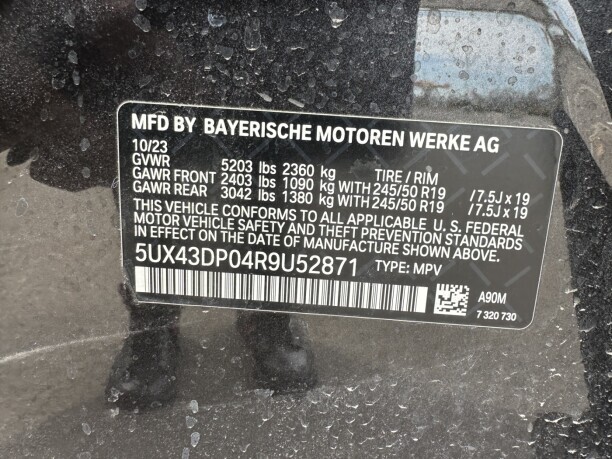 MFD BY BAYERISCHE MOTOREN WERKE AG
10/23
GVWR 5203 lbs 2360 kg TIRE / RIM
GAWR FRONT 2403 lbs 1090 kg WITH 245/50 R19 / 7.5J x 19
GAWR REAR 3042 lbs 1380 kg WITH 245/50 R19 / 7.5J x 19
THIS VEHICLE CONFORMS TO ALL APPLICABLE U. S. FEDERAL
MOTOR VEHICLE SAFETY AND THEFT PREVENTION STANDARDS
IN EFFECT ON THE DATE OF MANUFACTURE SHOWN ABOVE.
5UX43DP04R9U52871 TYPE: MPV
A90M
7 320 730